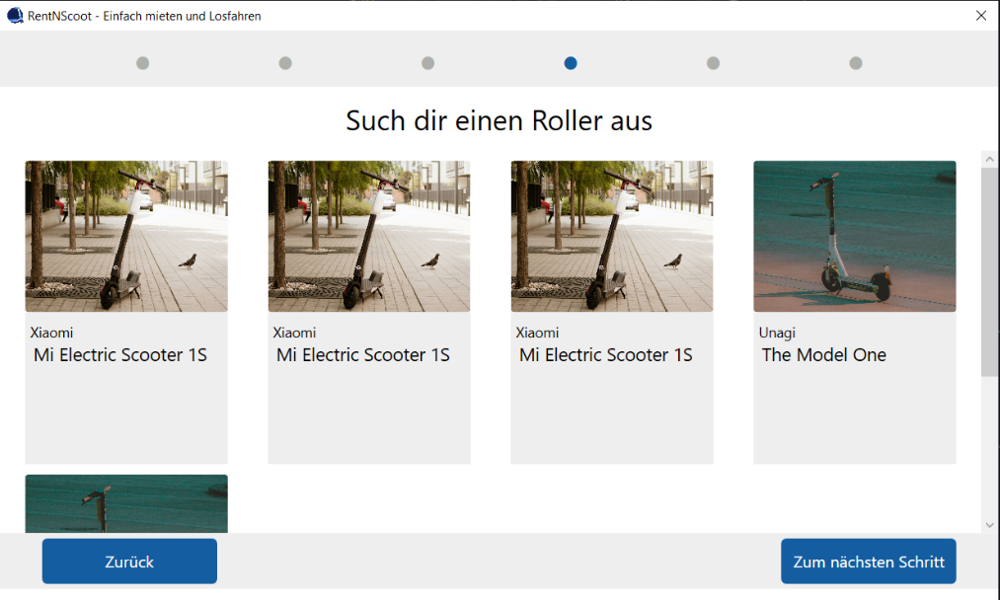 RentNScoot - Einfach mieten und Losfahren
Such dir einen Roller aus
Xiaomi
Mi Electric Scooter 1S
Xiaomi
Mi Electric Scooter 1S
Xiaomi
Mi Electric Scooter 1S
Unagi
The Model One
Zurück
Zum nächsten Schritt